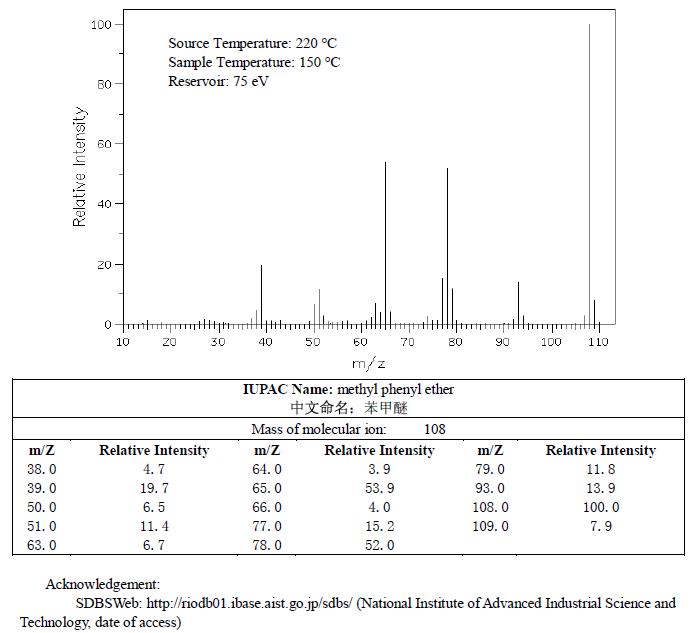 100
80
60
40
20
0
Relative Intensity
Source Temperature: 220 °C
Sample Temperature: 150 °C
Reservoir: 75 eV
10 20 30 40 50 60 70 80 90 100 110
m/z
IUPAC Name: methyl phenyl ether
中文命名：苯甲醚
Mass of molecular ion: 108
m/Z Relative Intensity m/Z Relative Intensity m/Z Relative Intensity
38.0 4.7 64.0 3.9 79.0 11.8
39.0 19.7 65.0 53.9 93.0 13.9
50.0 6.5 66.0 4.0 108.0 100.0
51.0 11.4 77.0 15.2 109.0 7.9
63.0 6.7 78.0 52.0
Acknowledgement:
SDBSWeb: http://riodb01.ibase.aist.go.jp/sdbs/ (National Institute of Advanced Industrial Science and
Technology, date of access)